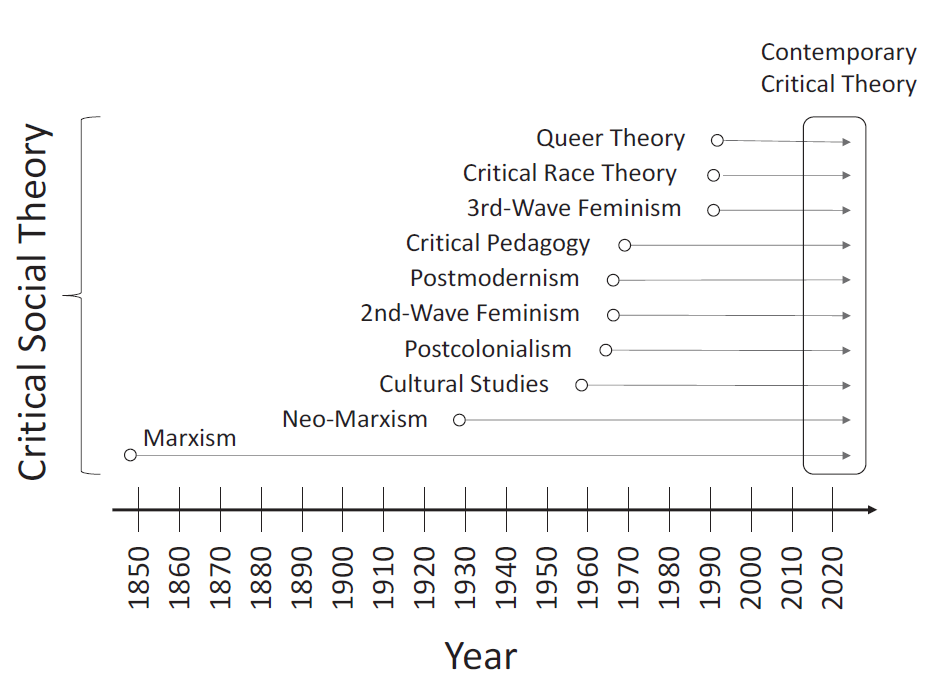 Contemporary
Critical Theory
Critical Social Theory
Queer Theory
Critical Race Theory
3rd-Wave Feminism
Critical Pedagogy
Postmodernism
2nd-Wave Feminism
Postcolonialism
Cultural Studies
Neo-Marxism
Marxism
1850 1860 1870 1880 1890 1900 1910 1920 1930 1940 1950 1960 1970 1980 1990 2000 2010 2020
Year